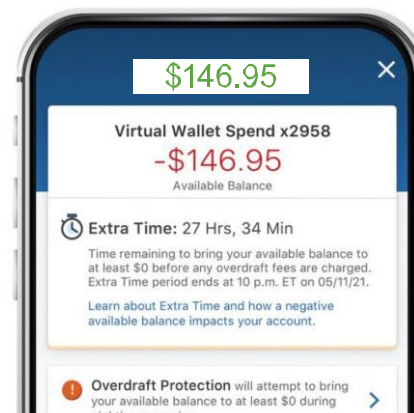 $146.95
Virtual Wallet Spend x2958
-$146.95
Available Balance
Extra Time: 27 Hrs, 34 Min
Time remaining to bring your available balance to
at least $0 before any overdraft fees are charged.
Extra Time period ends at 10 p.m. ET on 05/11/21.
Learn about Extra Time and how a negative
available balance impacts your account.
Overdraft Protection will attempt to bring
your available balance to at least $0 during